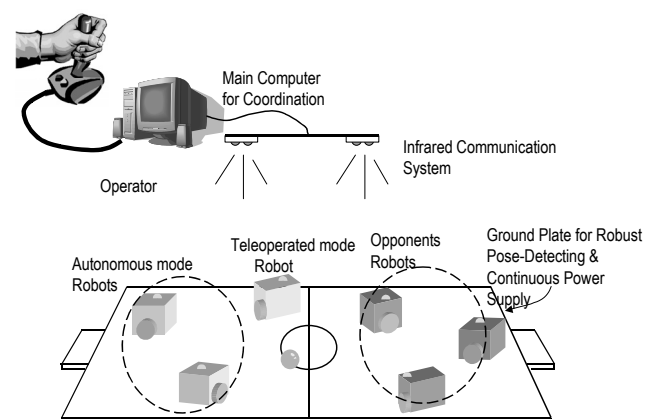 Main Computer
for Coordination
Infrared Communication
System
Operator
Autonomous mode
Robots
Teleoperated mode
Robot
Opponents
Robots
Ground Plate for Robust
Pose-Detecting &
Continuous Power
Supply